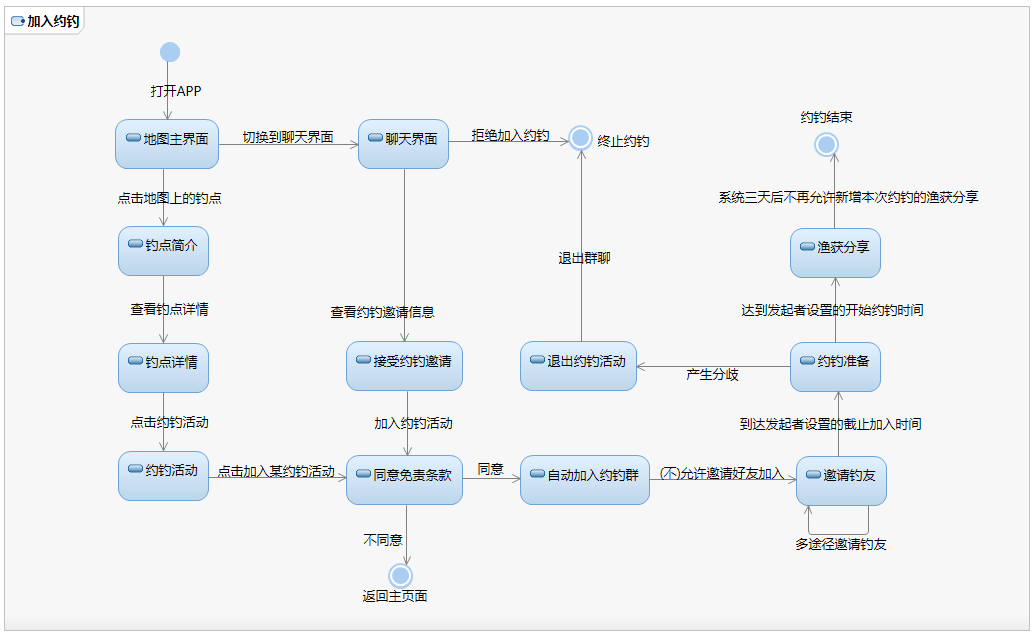 加入约钓
打开APP
地图主界面
切换到聊天界面
聊天界面
拒绝加入约钓
终止约钓
约钓结束
点击地图上的钓点
系统三天后不再允许新增本次约钓的渔获分享
钓点简介
退出群聊
渔获分享
查看钓点详情
查看约钓邀请信息
达到发起者设置的开始约钓时间
钓点详情
接受约钓邀请
退出约钓活动
产生分歧
约钓准备
点击约钓活动
加入约钓活动
到达发起者设置的截止加入时间
约钓活动
点击加入某约钓活动
同意免责条款
同意
自动加入约钓群
(不)允许邀请好友加入
邀请钓友
不同意
多途径邀请钓友
返回主页面